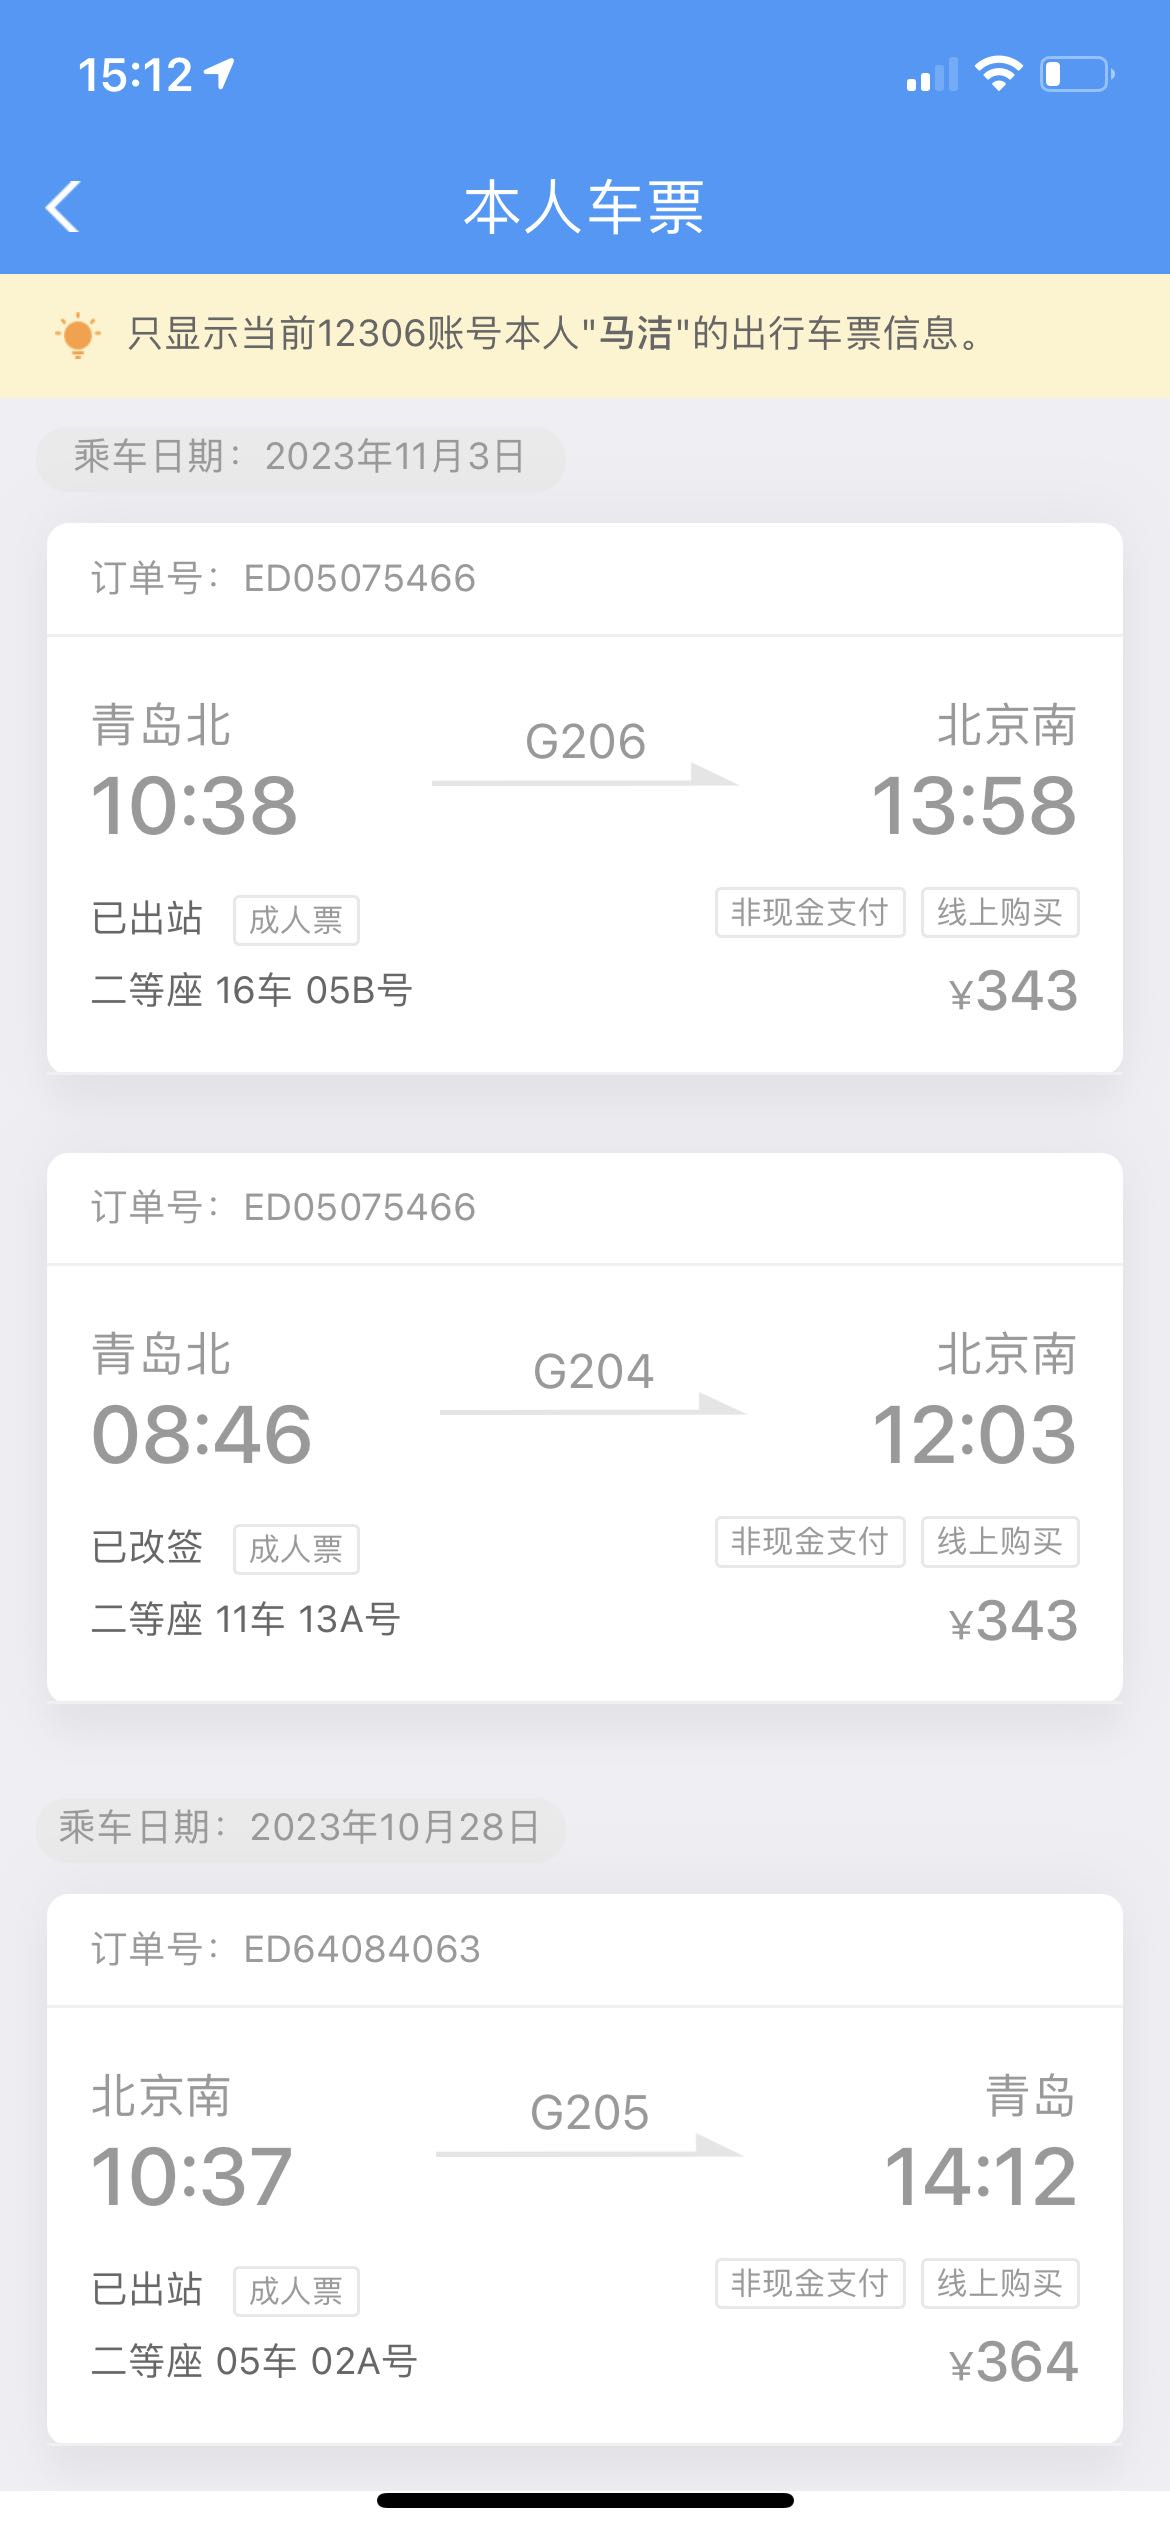 15:12
本人车票
只显示当前12306账号本人"马洁"的出行车票信息。
乘车日期：2023年11月3日
订单号：ED05075466
青岛北 G206 北京南
10:38 13:58
已出站 成人票 非现金支付 线上购买
二等座 16车 05B号 ¥343
订单号：ED05075466
青岛北 G204 北京南
08:46 12:03
已改签 成人票 非现金支付 线上购买
二等座 11车 13A号 ¥343
乘车日期：2023年10月28日
订单号：ED64084063
北京南 G205 青岛
10:37 14:12
已出站 成人票 非现金支付 线上购买
二等座 05车 02A号 ¥364